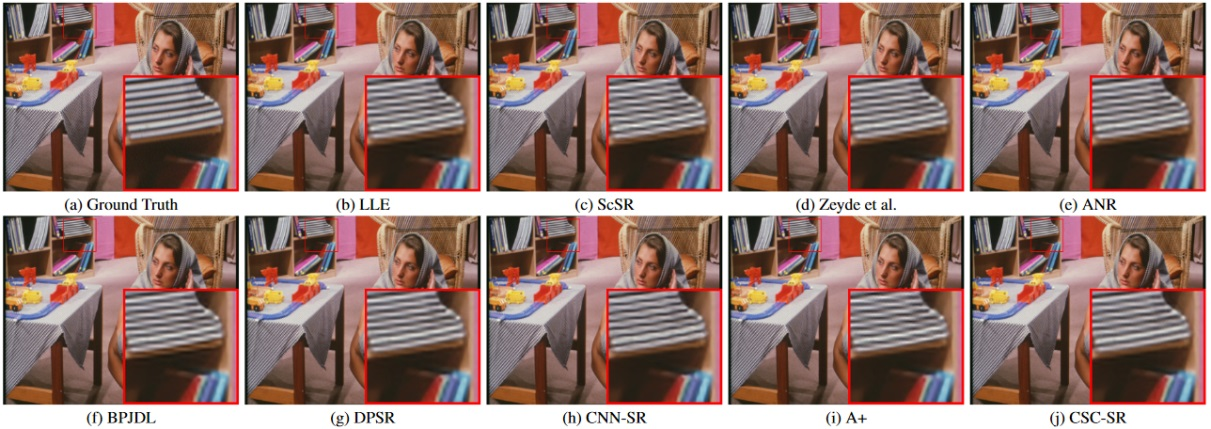 (a) Ground Truth (b) LLE (c) ScSR (d) Zeyde et al. (e) ANR
(f) BPJDL (g) DPSR (h) CNN-SR (i) A+ (j) CSC-SR